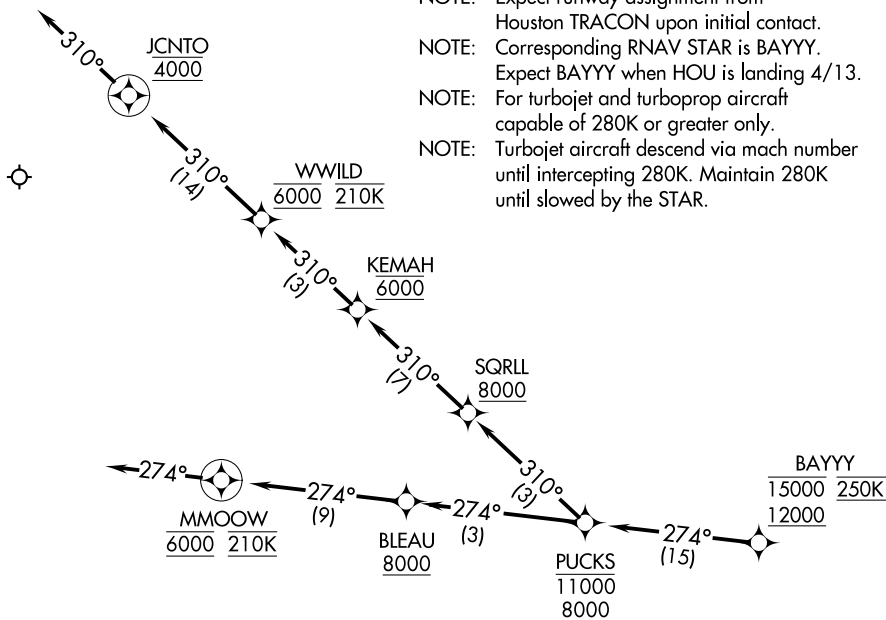 NOTE: Expect runway assignment from
Houston TRACON upon initial contact.
NOTE: Corresponding RNAV STAR is BAYYY.
Expect BAYYY when HOU is landing 4/13.
NOTE: For turbojet and turboprop aircraft
capable of 280K or greater only.
NOTE: Turbojet aircraft descend via mach number
until intercepting 280K. Maintain 280K
until slowed by the STAR.
310°
JCNTO
4000
310°
(14)
WWILD
6000 210K
310°
(3)
KEMAH
6000
310°
(7)
SQRLL
8000
310°
(3)
BAYYY
15000 250K
12000
274°
MMOOW
6000 210K
274°
(9)
BLEAU
8000
274°
(3)
PUCKS
11000
8000
274°
(15)